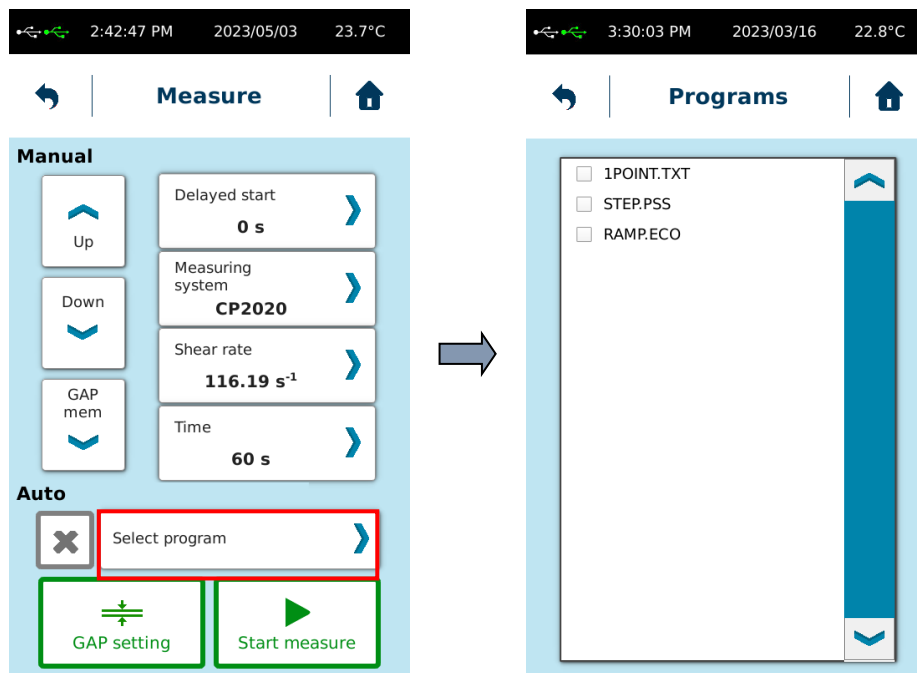 2:42:47 PM 2023/05/03 23.7°C
Measure
Manual
Up
Down
GAP
mem
Delayed start
0 s
Measuring
system
CP2020
Shear rate
116.19 s⁻¹
Time
60 s
Auto
Select program
GAP setting
Start measure
3:30:03 PM 2023/03/16 22.8°C
Programs
1POINT.TXT
STEP.PSS
RAMP.ECO